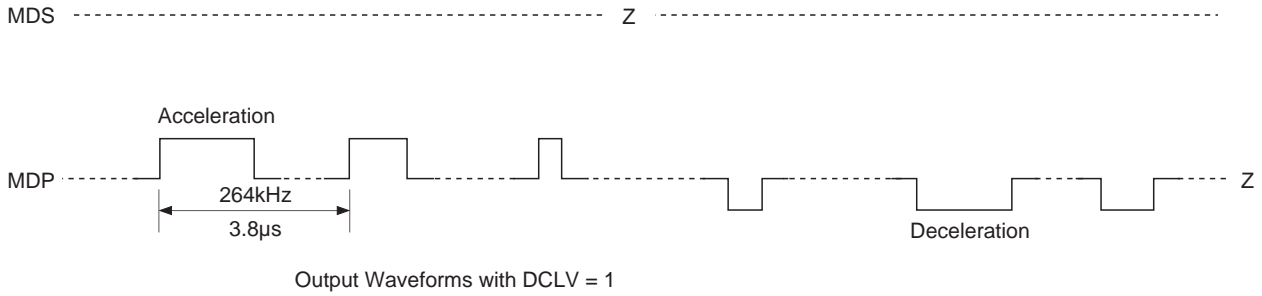 MDS Z
Acceleration
MDP Z
264kHz
3.8µs
Deceleration
Output Waveforms with DCLV = 1